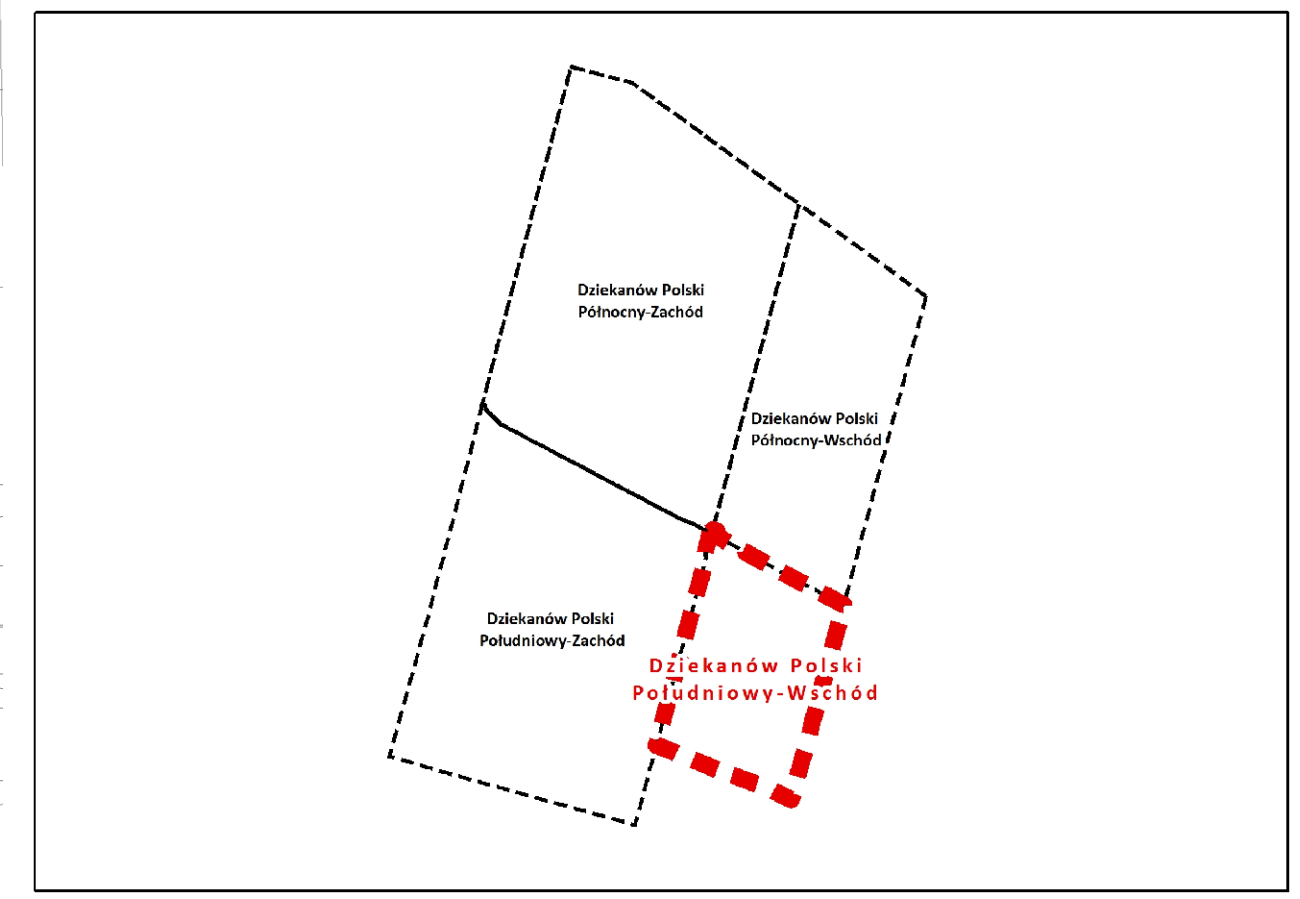 Dziekanów Polski
Północny-Zachód
Dziekanów Polski
Północny-Wschód
Dziekanów Polski
Południowy-Zachód
Dziekanów Polski
Południowy-Wschód